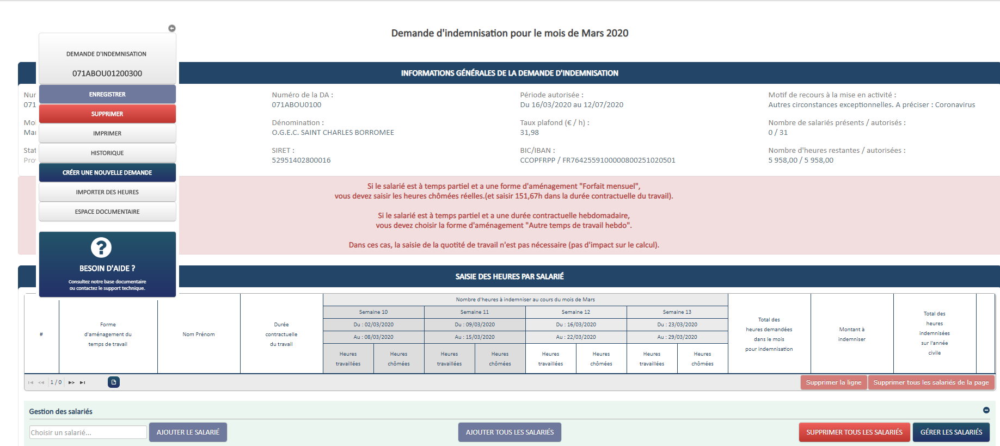 Demande d'indemnisation pour le mois de Mars 2020
DEMANDE D'INDEMNISATION
071ABOU01200300
ENREGISTRER
SUPPRIMER
IMPRIMER
HISTORIQUE
CRÉER UNE NOUVELLE DEMANDE
IMPORTER DES HEURES
ESPACE DOCUMENTAIRE
?
BESOIN D'AIDE ?
Consultez notre base documentaire
ou contactez le support technique.
INFORMATIONS GÉNÉRALES DE LA DEMANDE D'INDEMNISATION
Nur
071
Mo
Mar
Stat
Pro
Numéro de la DA :
071ABOU0100
Dénomination :
O.G.E.C. SAINT CHARLES BORROMEE
SIRET :
52951402800016
Période autorisée :
Du 16/03/2020 au 12/07/2020
Taux plafond (€ / h) :
31,98
BIC/IBAN :
CCOPFRPP / FR7642559100000800251020501
Motif de recours à la mise en activité :
Autres circonstances exceptionnelles. A préciser : Coronavirus
Nombre de salariés présents / autorisés :
0 / 31
Nombre d'heures restantes / autorisées :
5 958,00 / 5 958,00
Si le salarié est à temps partiel et a une forme d'aménagement "Forfait mensuel",
vous devez saisir les heures chômées réelles.(et saisir 151,67h dans la durée contractuelle du travail).
Si le salarié est à temps partiel et a une durée contractuelle hebdomadaire,
vous devez choisir la forme d'aménagement "Autre temps de travail hebdo".
Dans ces cas, la saisie de la quotité de travail n'est pas nécessaire (pas d'impact sur le calcul).
SAISIE DES HEURES PAR SALARIÉ
#
Forme
d'aménagement du
temps de travail
Nom Prénom
Durée
contractuelle
du travail
Nombre d'heures à indemniser au cours du mois de Mars
Semaine 10
Semaine 11
Semaine 12
Semaine 13
Du : 02/03/2020
Du : 09/03/2020
Du : 16/03/2020
Du : 23/03/2020
Au : 08/03/2020
Au : 15/03/2020
Au : 22/03/2020
Au : 29/03/2020
Heures
travaillées
Heures
chômées
Heures
travaillées
Heures
chômées
Heures
travaillées
Heures
chômées
Heures
travaillées
Heures
chômées
Total des
heures demandées
dans le mois
pour indemnisation
Montant à
indemniser
Total des
heures
indemnisées
sur l'année
civile
1 / 0
Supprimer la ligne
Supprimer tous les salariés de la page
Gestion des salariés
Choisir un salarié...
AJOUTER LE SALARIÉ
AJOUTER TOUS LES SALARIÉS
SUPPRIMER TOUS LES SALARIÉS
GÉRER LES SALARIÉS